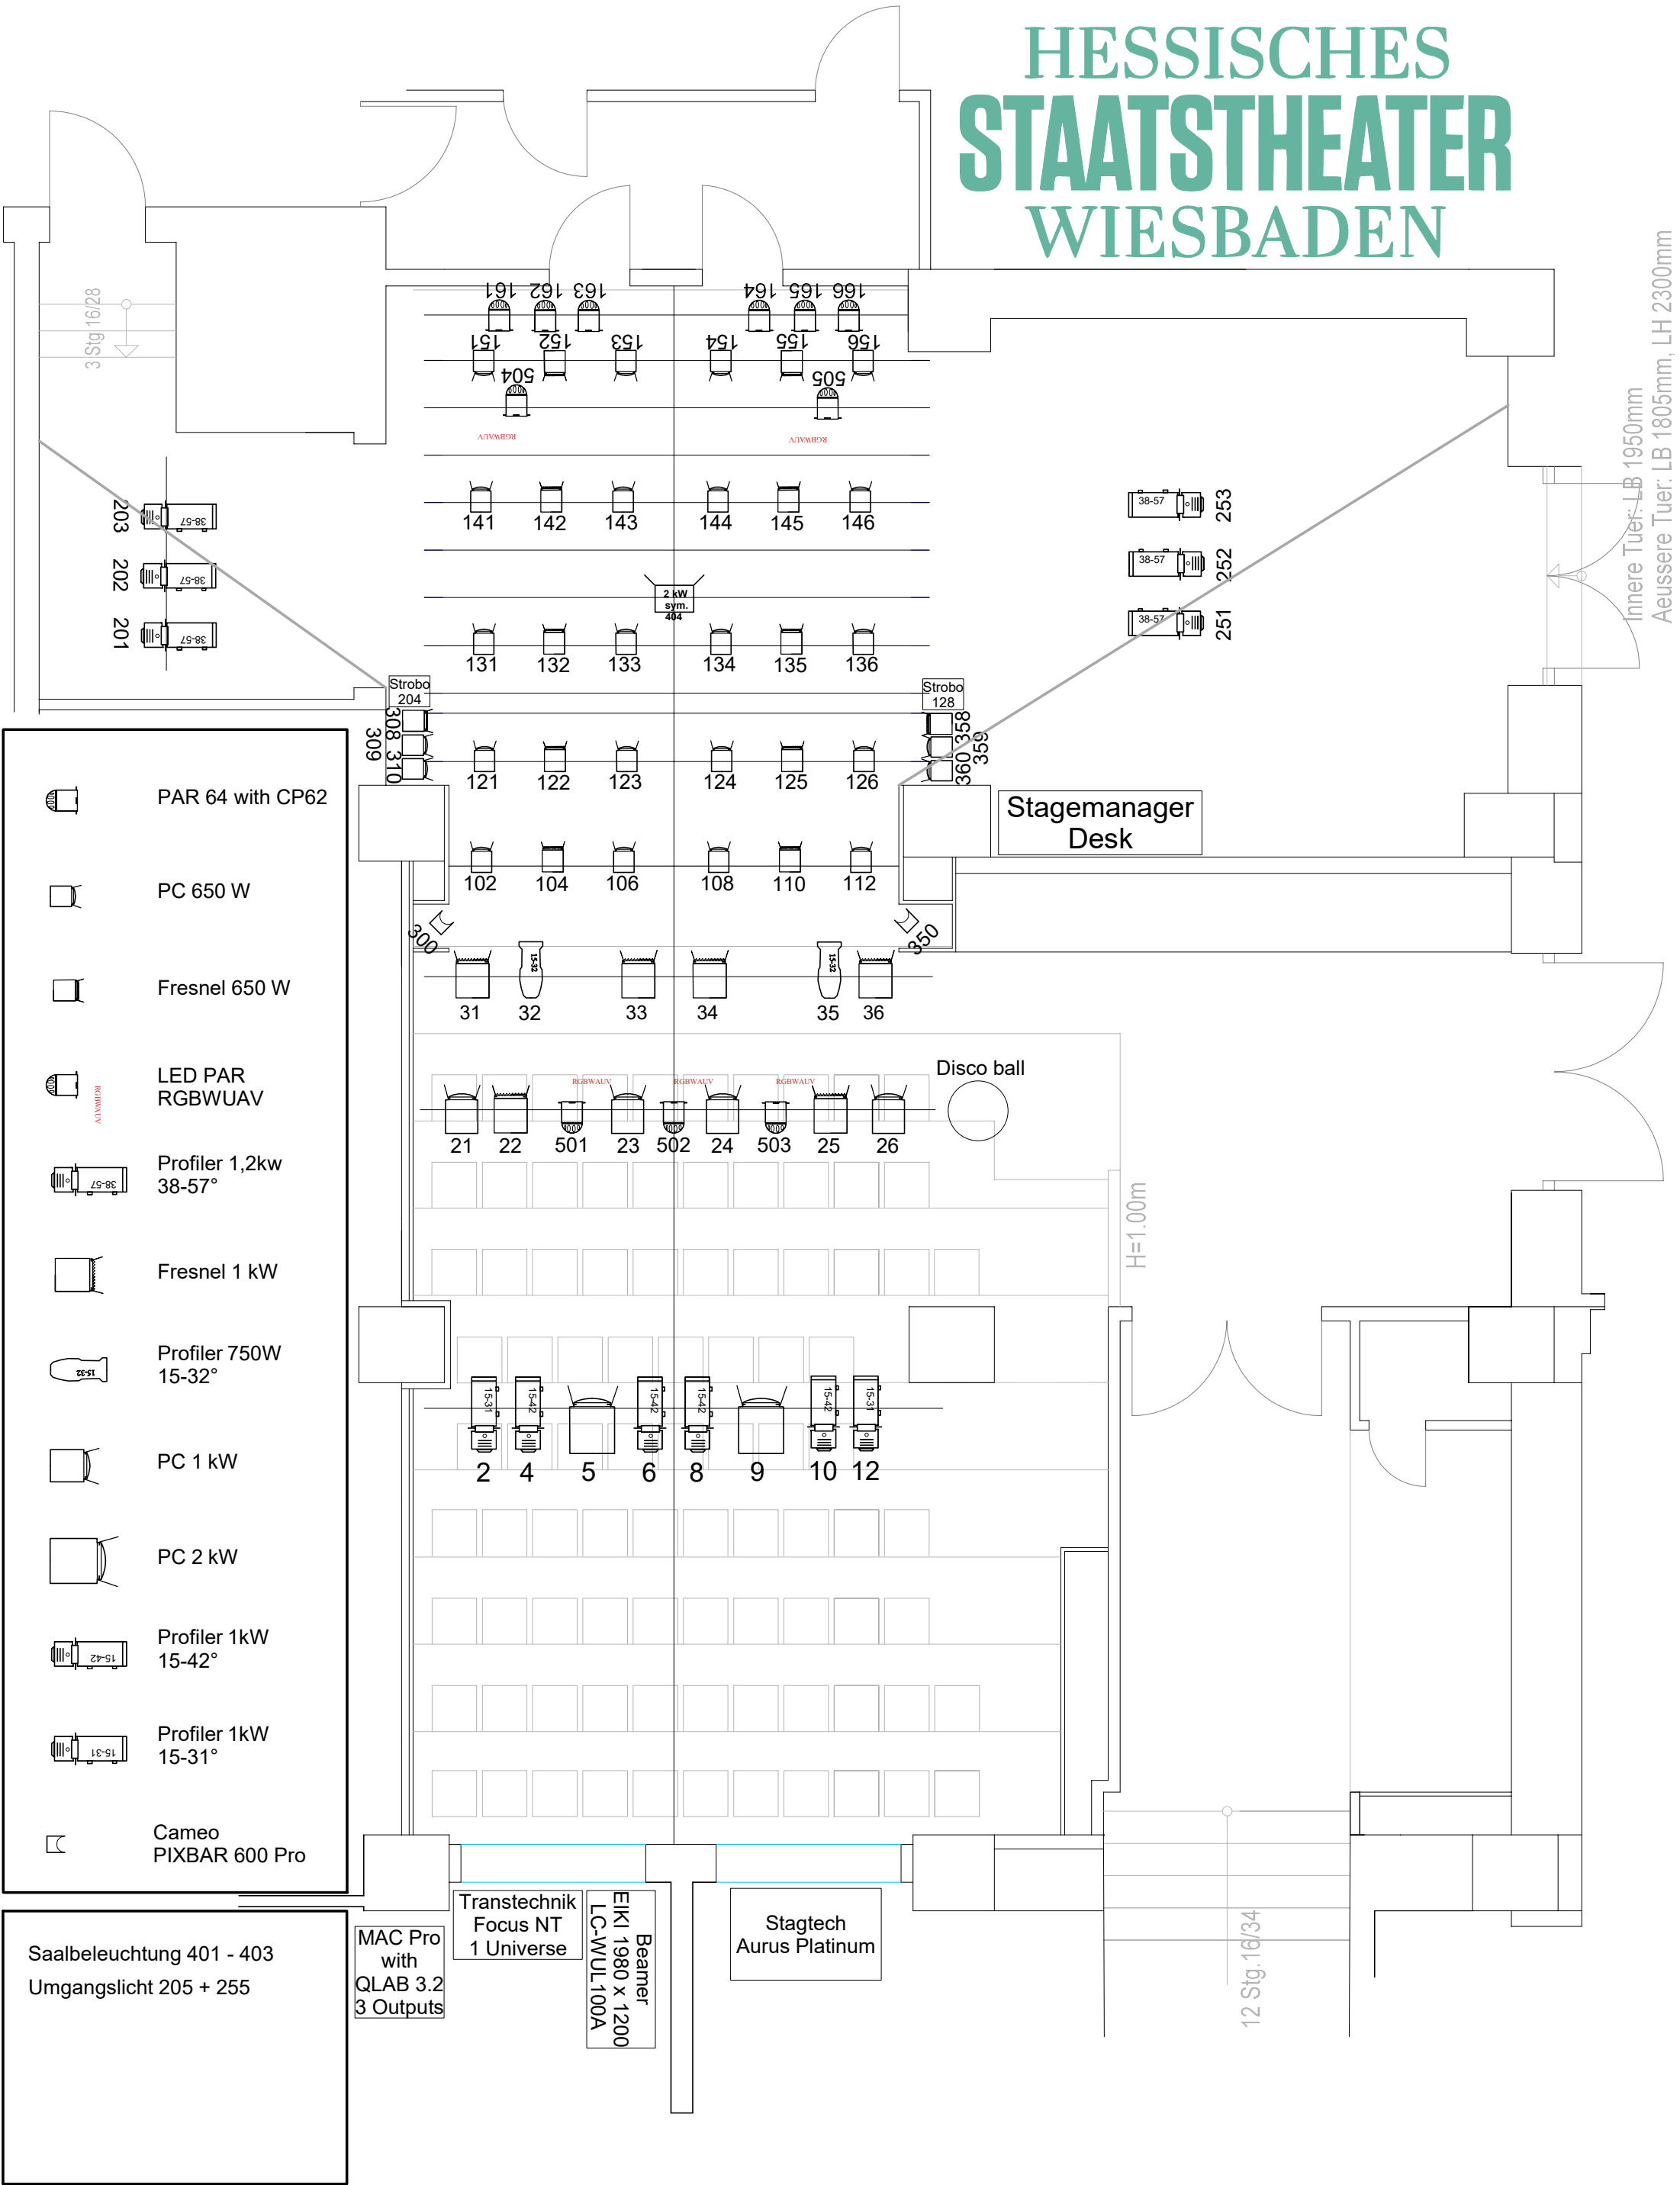 HESSISCHES
STAATSTHEATER
WIESBADEN
Innere Tuer: LB 1950mm
Aeussere Tuer: LB 1805mm, LH 2300mm
3 Stg 16/28
161 162 163 164 165 166
151 152 153 154 155 156
504 505
RGBWAUV RGBWAUV
203 38-57
202 38-57
201 38-57
141 142 143 144 145 146
38-57 253
38-57 252
38-57 251
2 kW
sym.
404
131 132 133 134 135 136
Strobo
204
Strobo
128
308
309
310
358
359
360
121 122 123 124 125 126
Stagemanager
Desk
102 104 106 108 110 112
300 350
15-32 15-32
31 32 33 34 35 36
Disco ball
RGBWAUV RGBWAUV RGBWAUV
21 22 501 23 502 24 503 25 26
H=1.00m
15-31 15-42 15-42 15-42 15-42 15-31
2 4 5 6 8 9 10 12
PAR 64 with CP62
PC 650 W
Fresnel 650 W
LED PAR
RGBWUAV
RGBWAUV
Profiler 1,2kw
38-57°
38-57
Fresnel 1 kW
Profiler 750W
15-32°
15-32
PC 1 kW
PC 2 kW
Profiler 1kW
15-42°
15-42
Profiler 1kW
15-31°
15-31
Cameo
PIXBAR 600 Pro
Saalbeleuchtung 401 - 403
Umgangslicht 205 + 255
MAC Pro
with
QLAB 3.2
3 Outputs
Transtechnik
Focus NT
1 Universe
Beamer
EIKI 1980 x 1200
LC-WUL100A
Stagtech
Aurus Platinum
12 Stg.16/34